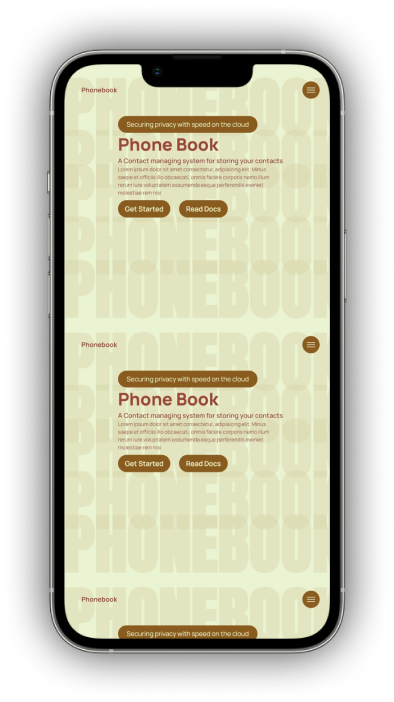 Phonebook
Securing privacy with speed on the cloud
Phone Book
A Contact managing system for storing your contacts
Lorem ipsum dolor sit amet consectetur, adipisicing elit. Minus
saepe et officiis illo obcaecati, omnis facere corporis nemo illum
rerum iure voluptatem assumenda eaque perferendis eveniet
molestiae rem nisi.
Get Started Read Docs
PHONEBOO
Phonebook
Securing privacy with speed on the cloud
Phone Book
A Contact managing system for storing your contacts
Lorem ipsum dolor sit amet consectetur, adipisicing elit. Minus
saepe et officiis illo obcaecati, omnis facere corporis nemo illum
rerum iure voluptatem assumenda eaque perferendis eveniet
molestiae rem nisi.
Get Started Read Docs
PHONEBOO
Phonebook
Securing privacy with speed on the cloud